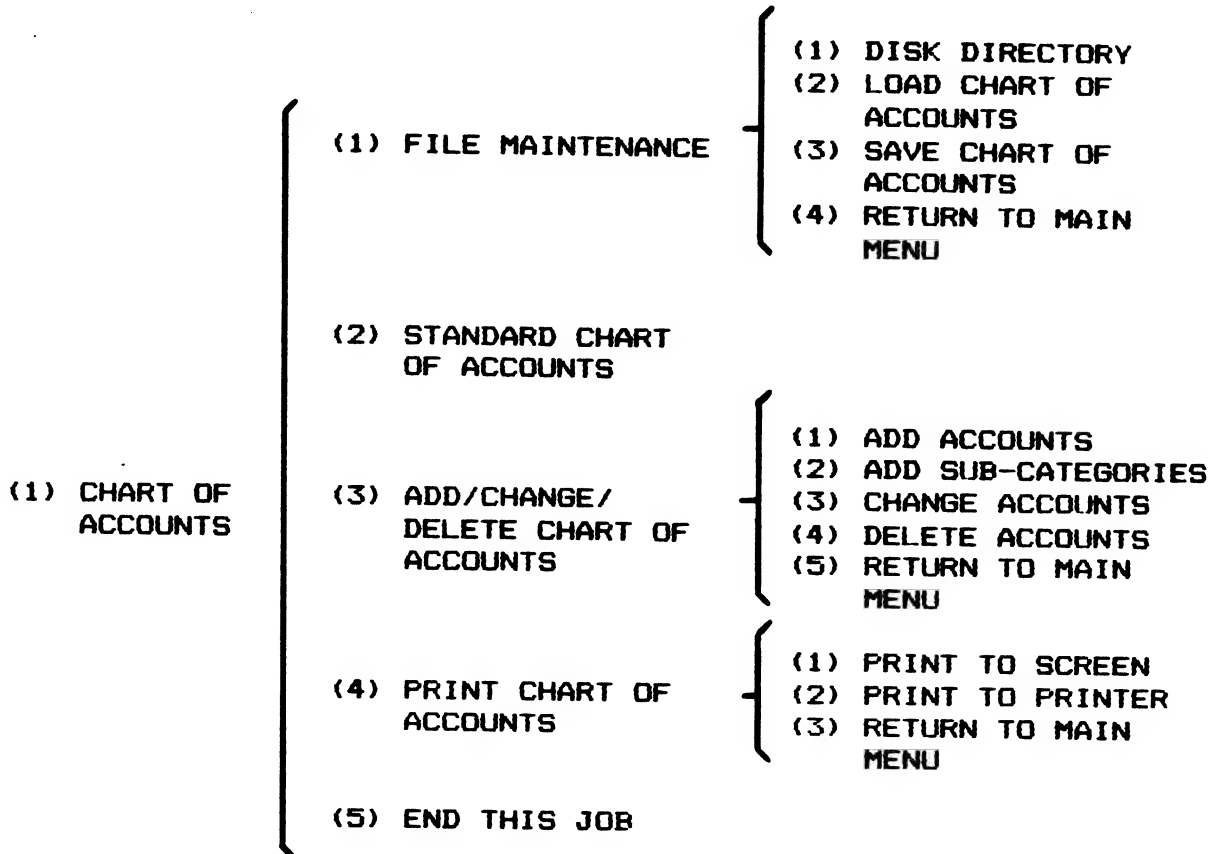 (1) CHART OF
ACCOUNTS
(1) FILE MAINTENANCE
(1) DISK DIRECTORY
(2) LOAD CHART OF
ACCOUNTS
(3) SAVE CHART OF
ACCOUNTS
(4) RETURN TO MAIN
MENU
(2) STANDARD CHART
OF ACCOUNTS
(3) ADD/CHANGE/
DELETE CHART OF
ACCOUNTS
(1) ADD ACCOUNTS
(2) ADD SUB-CATEGORIES
(3) CHANGE ACCOUNTS
(4) DELETE ACCOUNTS
(5) RETURN TO MAIN
MENU
(4) PRINT CHART OF
ACCOUNTS
(1) PRINT TO SCREEN
(2) PRINT TO PRINTER
(3) RETURN TO MAIN
MENU
(5) END THIS JOB